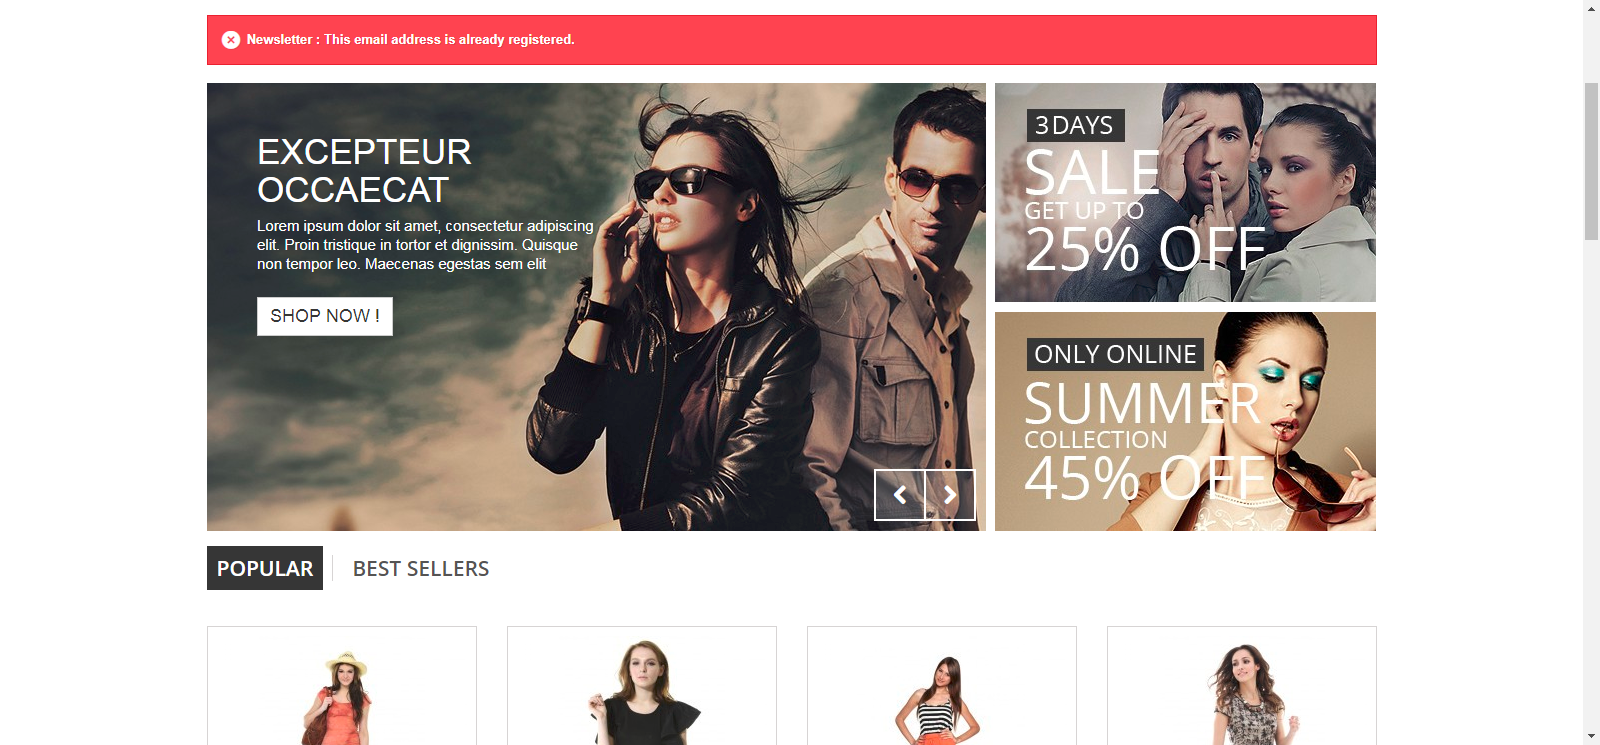 Newsletter : This email address is already registered.
EXCEPTEUR
OCCAECAT
Lorem ipsum dolor sit amet, consectetur adipiscing
elit. Proin tristique in tortor et dignissim. Quisque
non tempor leo. Maecenas egestas sem elit
SHOP NOW !
3 DAYS
SALE
GET UP TO
25% OFF
ONLY ONLINE
SUMMER
COLLECTION
45% OFF
POPULAR
BEST SELLERS